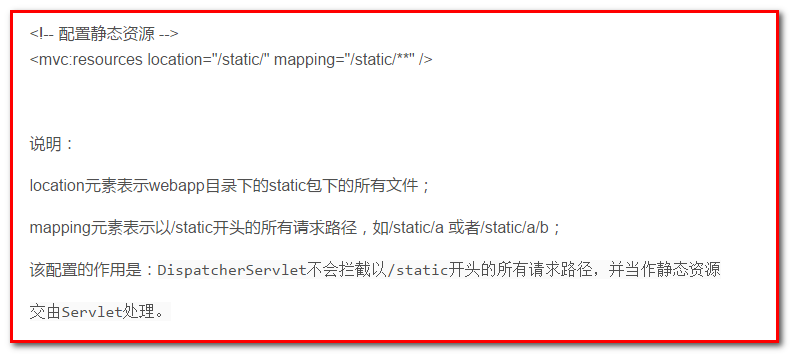 <!-- 配置静态资源 -->
<mvc:resources location="/static/" mapping="/static/**" />
说明：
location元素表示webapp目录下的static包下的所有文件；
mapping元素表示以/static开头的所有请求路径，如/static/a 或者/static/a/b；
该配置的作用是：DispatcherServlet不会拦截以/static开头的所有请求路径，并当作静态资源
交由Servlet处理。